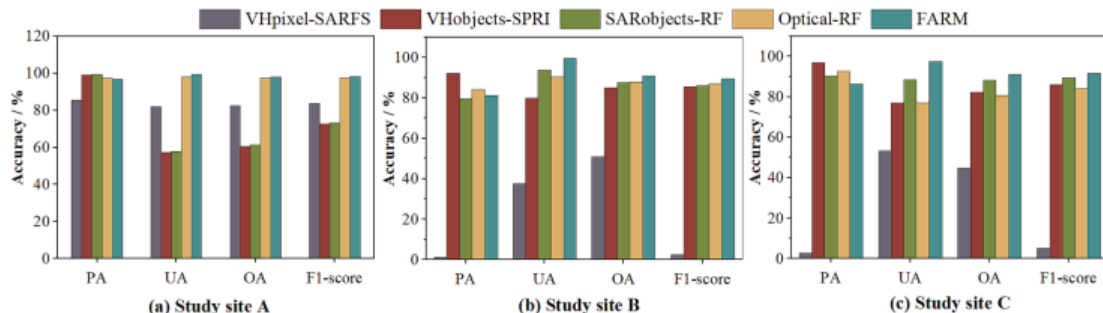 VHpixel-SARFS VHobjects-SPRI SARobjects-RF Optical-RF FARM
Accuracy / %
120
100
80
60
40
20
0
PA UA OA F1-score
(a) Study site A
Accuracy / %
100
80
60
40
20
0
PA UA OA F1-score
(b) Study site B
Accuracy / %
100
80
60
40
20
0
PA UA OA F1-score
(c) Study site C